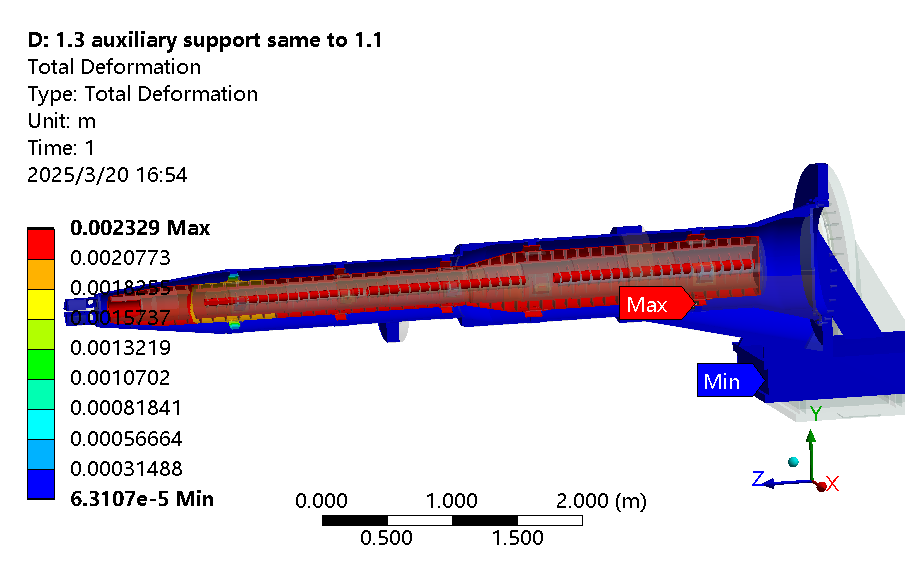 D: 1.3 auxiliary support same to 1.1
Total Deformation
Type: Total Deformation
Unit: m
Time: 1
2025/3/20 16:54
0.002329 Max
0.0020773
0.0018255
0.0015737
0.0013219
0.0010702
0.00081841
0.00056664
0.00031488
6.3107e-5 Min
Max
Min
Y
Z
X
0.000 1.000 2.000 (m)
0.500 1.500